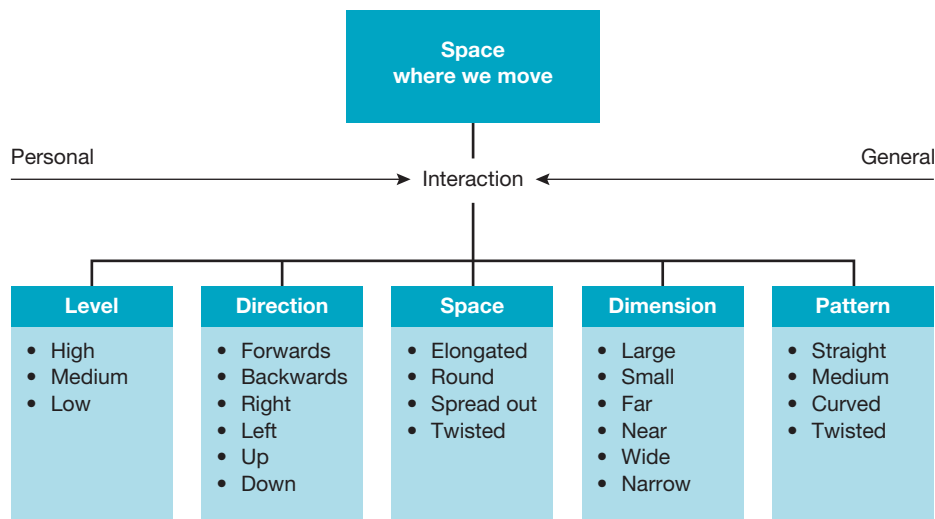 Space
where we move
Personal
General
Interaction
Level
• High
• Medium
• Low
Direction
• Forwards
• Backwards
• Right
• Left
• Up
• Down
Space
• Elongated
• Round
• Spread out
• Twisted
Dimension
• Large
• Small
• Far
• Near
• Wide
• Narrow
Pattern
• Straight
• Medium
• Curved
• Twisted